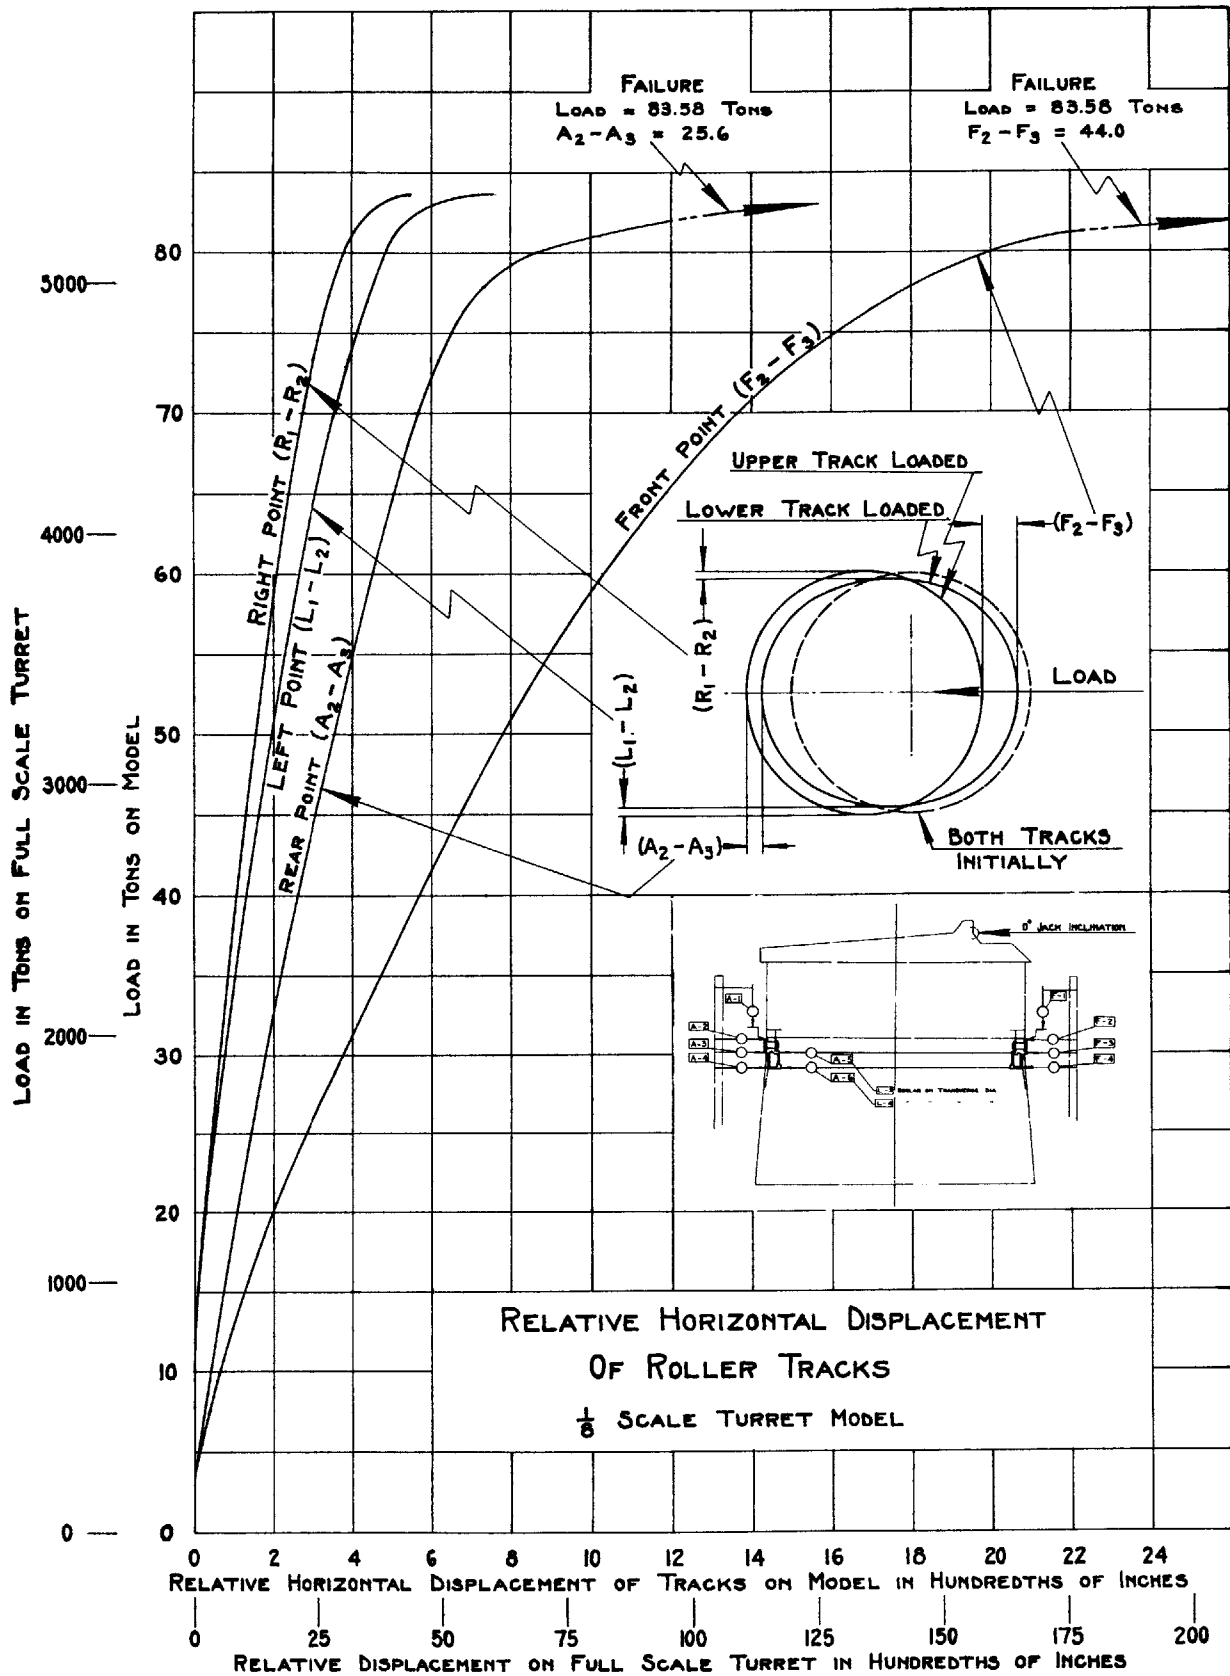 FAILURE
LOAD = 83.58 TONS
A2-A3 = 25.6
FAILURE
LOAD = 83.58 TONS
F2-F3 = 44.0
80
5000
70
RIGHT POINT (R1-R2)
LEFT POINT (L1-L2)
REAR POINT (A2-A3)
FRONT POINT (F2-F3)
UPPER TRACK LOADED
LOWER TRACK LOADED
(F2-F3)
4000
60
(R1-R2)
LOAD
(L1-L2)
50
3000
(A2-A3)
BOTH TRACKS
INITIALLY
40
LOAD IN TONS ON FULL SCALE TURRET
LOAD IN TONS ON MODEL
0° JACK INCLINATION
A-1
F-1
A-2
F-2
A-3
F-3
A-4
F-4
A-5
A-6
2000
30
20
1000
10
RELATIVE HORIZONTAL DISPLACEMENT
OF ROLLER TRACKS
1/8 SCALE TURRET MODEL
0
0
0 2 4 6 8 10 12 14 16 18 20 22 24
RELATIVE HORIZONTAL DISPLACEMENT OF TRACKS ON MODEL IN HUNDREDTHS OF INCHES
0 25 50 75 100 125 150 175 200
RELATIVE DISPLACEMENT ON FULL SCALE TURRET IN HUNDREDTHS OF INCHES